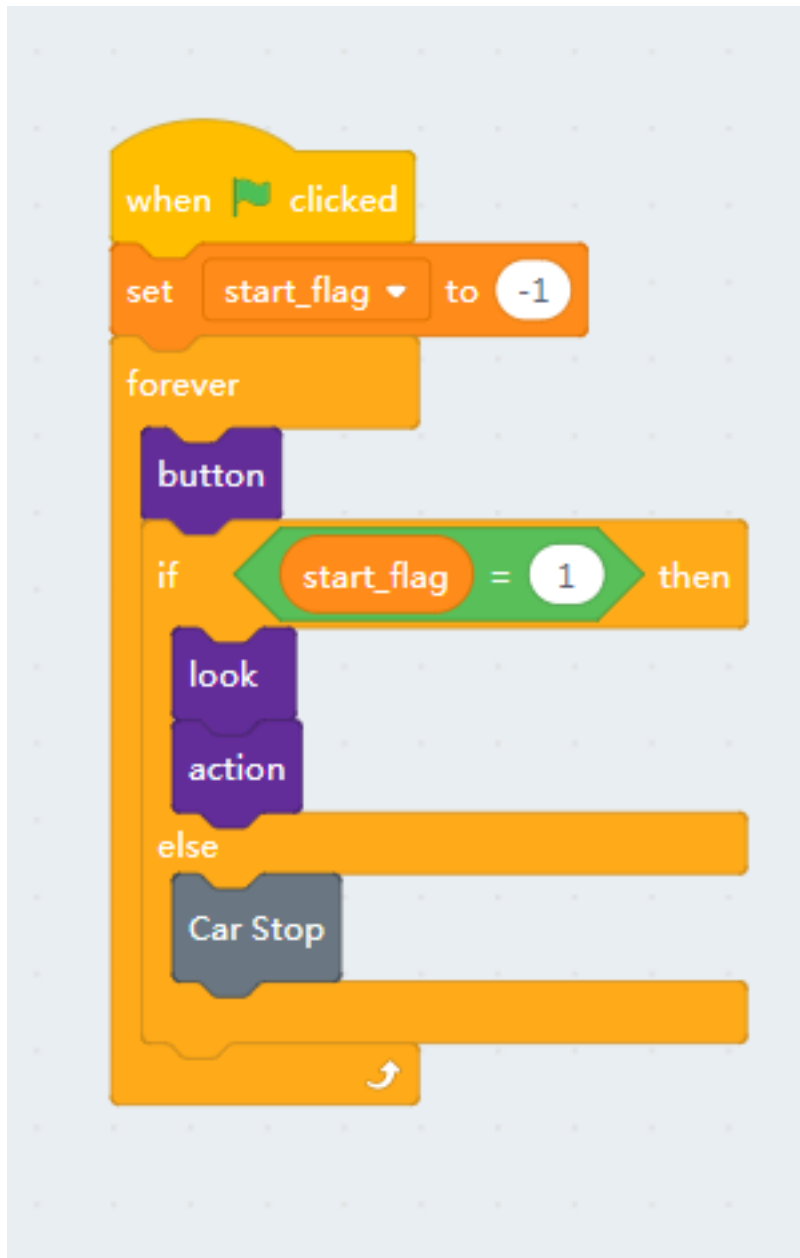 when clicked
set start_flag to -1
forever
button
if start_flag = 1 then
look
action
else
Car Stop